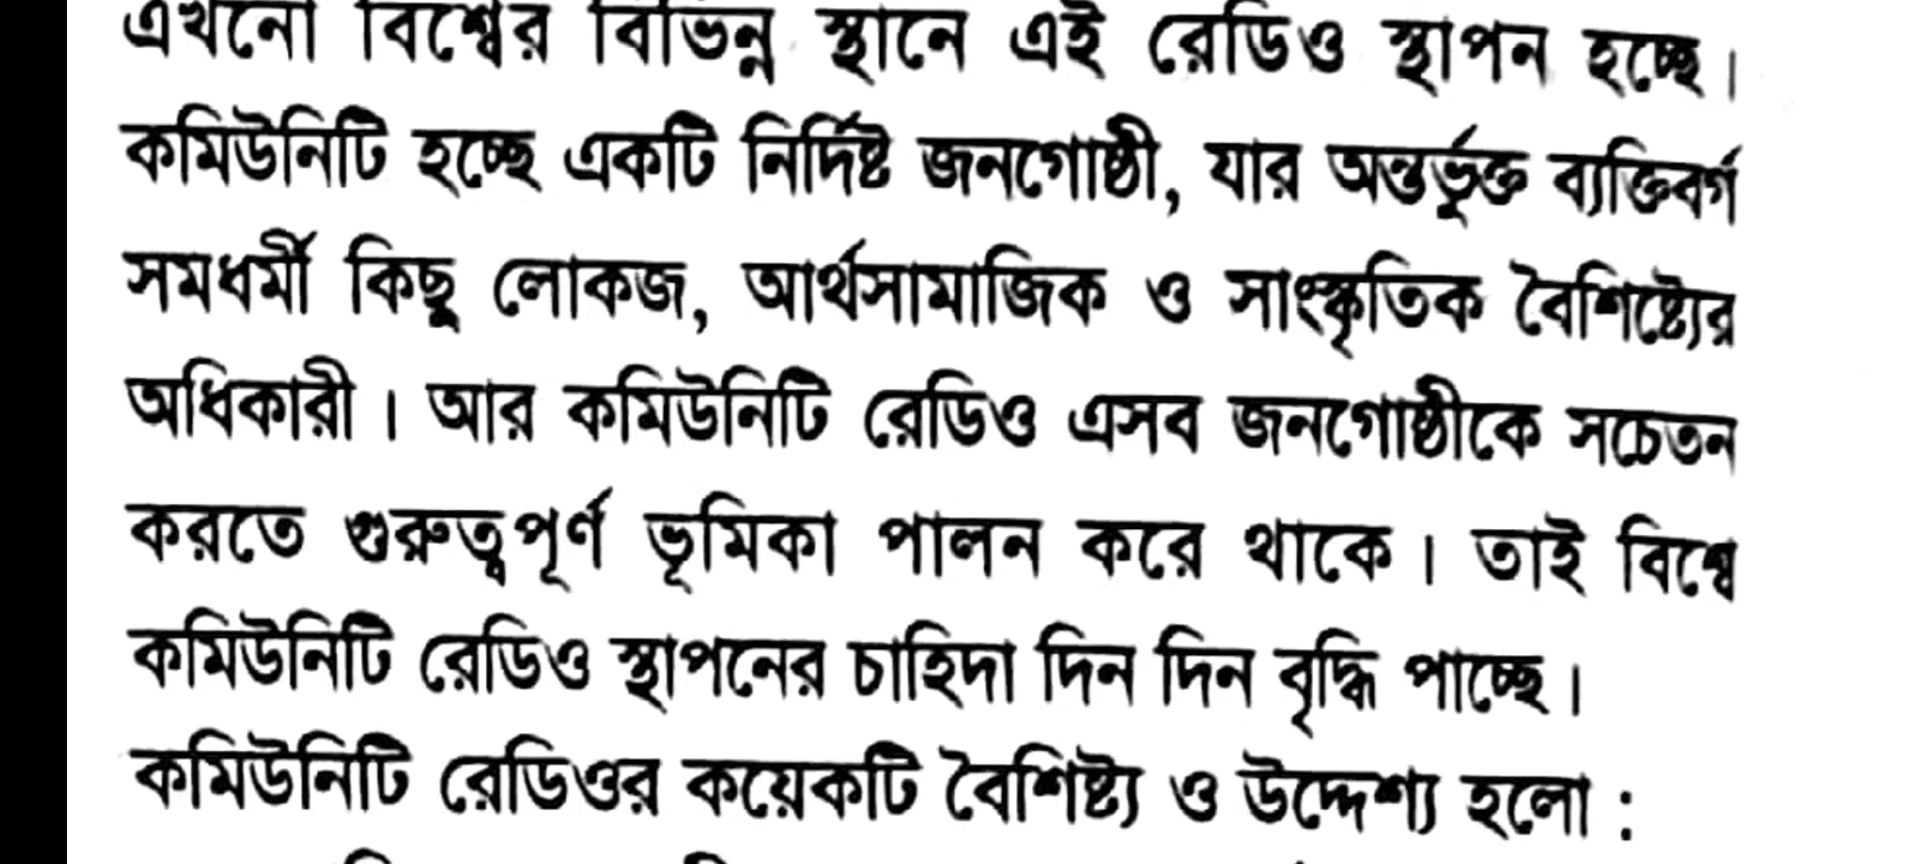 এখনো বিশ্বের বিভিন্ন স্থানে এই রেডিও স্থাপন হচ্ছে।
কমিউনিটি হচ্ছে একটি নির্দিষ্ট জনগোষ্ঠী, যার অন্তর্ভুক্ত ব্যক্তিবর্গ
সমধর্মী কিছু লোকজ, আর্থসামাজিক ও সাংস্কৃতিক বৈশিষ্ট্যের
অধিকারী। আর কমিউনিটি রেডিও এসব জনগোষ্ঠীকে সচেতন
করতে গুরুত্বপূর্ণ ভূমিকা পালন করে থাকে। তাই বিশ্বে
কমিউনিটি রেডিও স্থাপনের চাহিদা দিন দিন বৃদ্ধি পাচ্ছে।
কমিউনিটি রেডিওর কয়েকটি বৈশিষ্ট্য ও উদ্দেশ্য হলো :